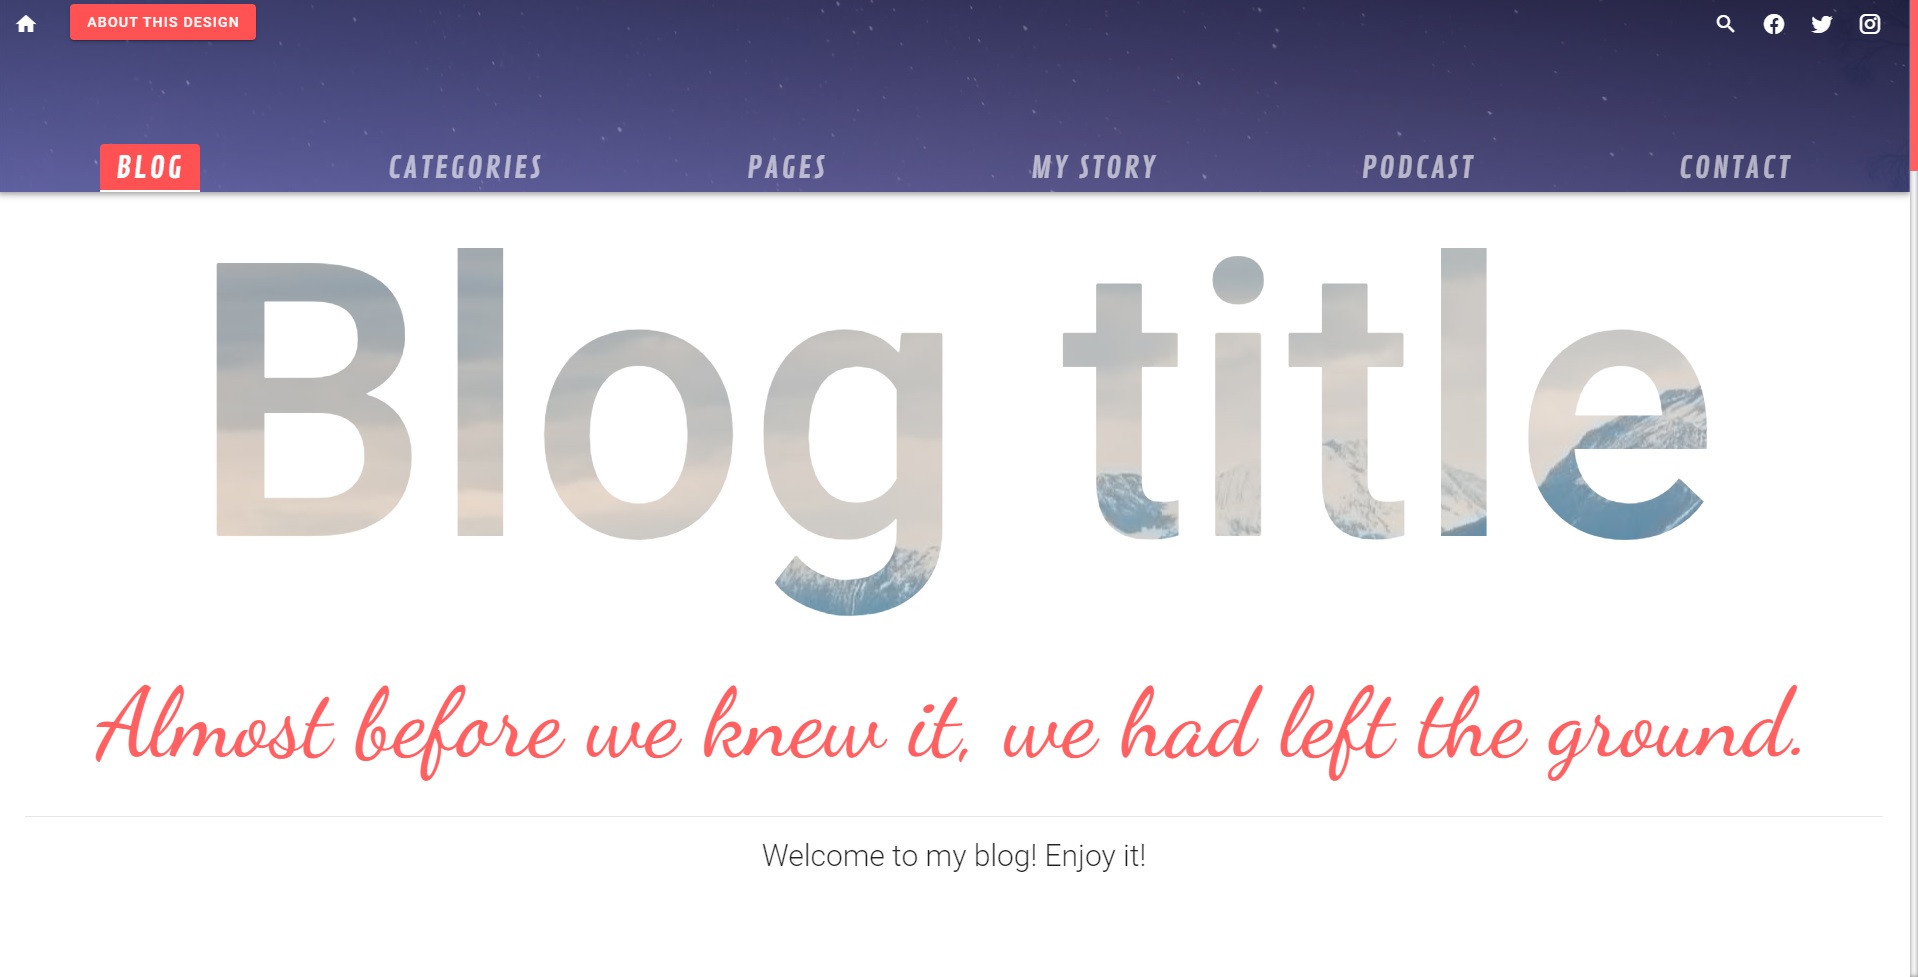 ABOUT THIS DESIGN
BLOG CATEGORIES PAGES MY STORY PODCAST CONTACT
Blog title
Almost before we knew it, we had left the ground.
Welcome to my blog! Enjoy it!